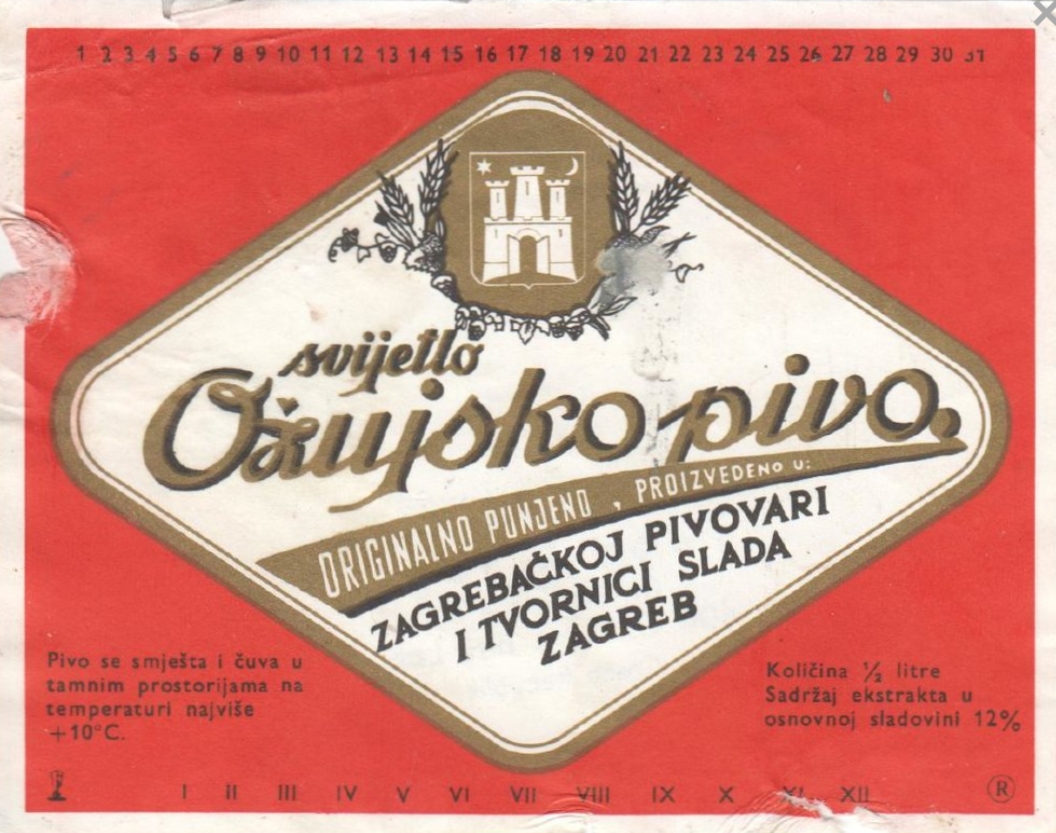 1 2 3 4 5 6 7 8 9 10 11 12 13 14 15 16 17 18 19 20 21 22 23 24 25 26 27 28 29 30 31
svijetlo
Ožujsko pivo.
ORIGINALNO PUNJENO, PROIZVEDENO U:
ZAGREBAČKOJ PIVOVARI
I TVORNICI SLADA
ZAGREB
Pivo se smješta i čuva u
tamnim prostorijama na
temperaturi najviše
+10°C.
Količina ½ litre
Sadržaj ekstrakta u
osnovnoj sladovini 12%
I II III IV V VI VII VIII IX X XI XII
®